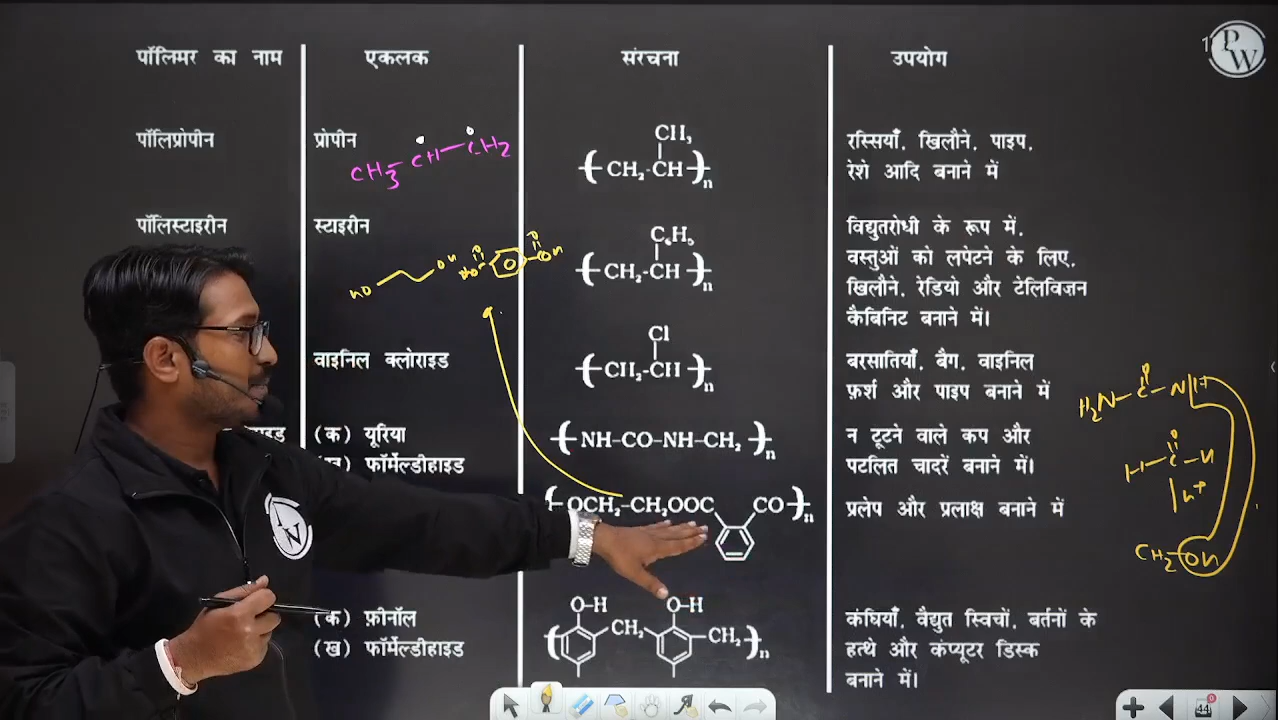 पॉलिमर का नाम एकलक संरचना उपयोग
PW
पॉलिप्रोपीन प्रोपीन
CH3-CH-CH2
CH3
CH2-CH n
रस्सियाँ, खिलौने, पाइप,
रेशे आदि बनाने में
पॉलिस्टाइरीन स्टाइरीन
C6H5
CH2-CH n
विद्युतरोधी के रूप में,
वस्तुओं को लपेटने के लिए,
खिलौने, रेडियो और टेलिविज़न
कैबिनिट बनाने में।
वाइनिल क्लोराइड
Cl
CH2-CH n
बरसातियाँ, बैग, वाइनिल
फ़र्श और पाइप बनाने में
H2N-C-NH
O
(क) यूरिया
(ख) फॉर्मेल्डीहाइड
NH-CO-NH-CH2 n
न टूटने वाले कप और
पटलित चादरें बनाने में।
OCH2-CH2OOC CO n
प्रलेप और प्रलाक्ष बनाने में
CH2-OH
(क) फ़ीनॉल
(ख) फॉर्मेल्डीहाइड
O-H O-H
CH2 CH2 n
कंघियाँ, वैद्युत स्विचों, बर्तनों के
हत्थे और कंप्यूटर डिस्क
बनाने में।
44